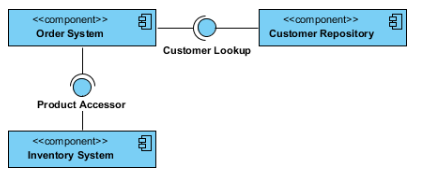 <<component>>
Order System
<<component>>
Customer Repository
Customer Lookup
Product Accessor
<<component>>
Inventory System